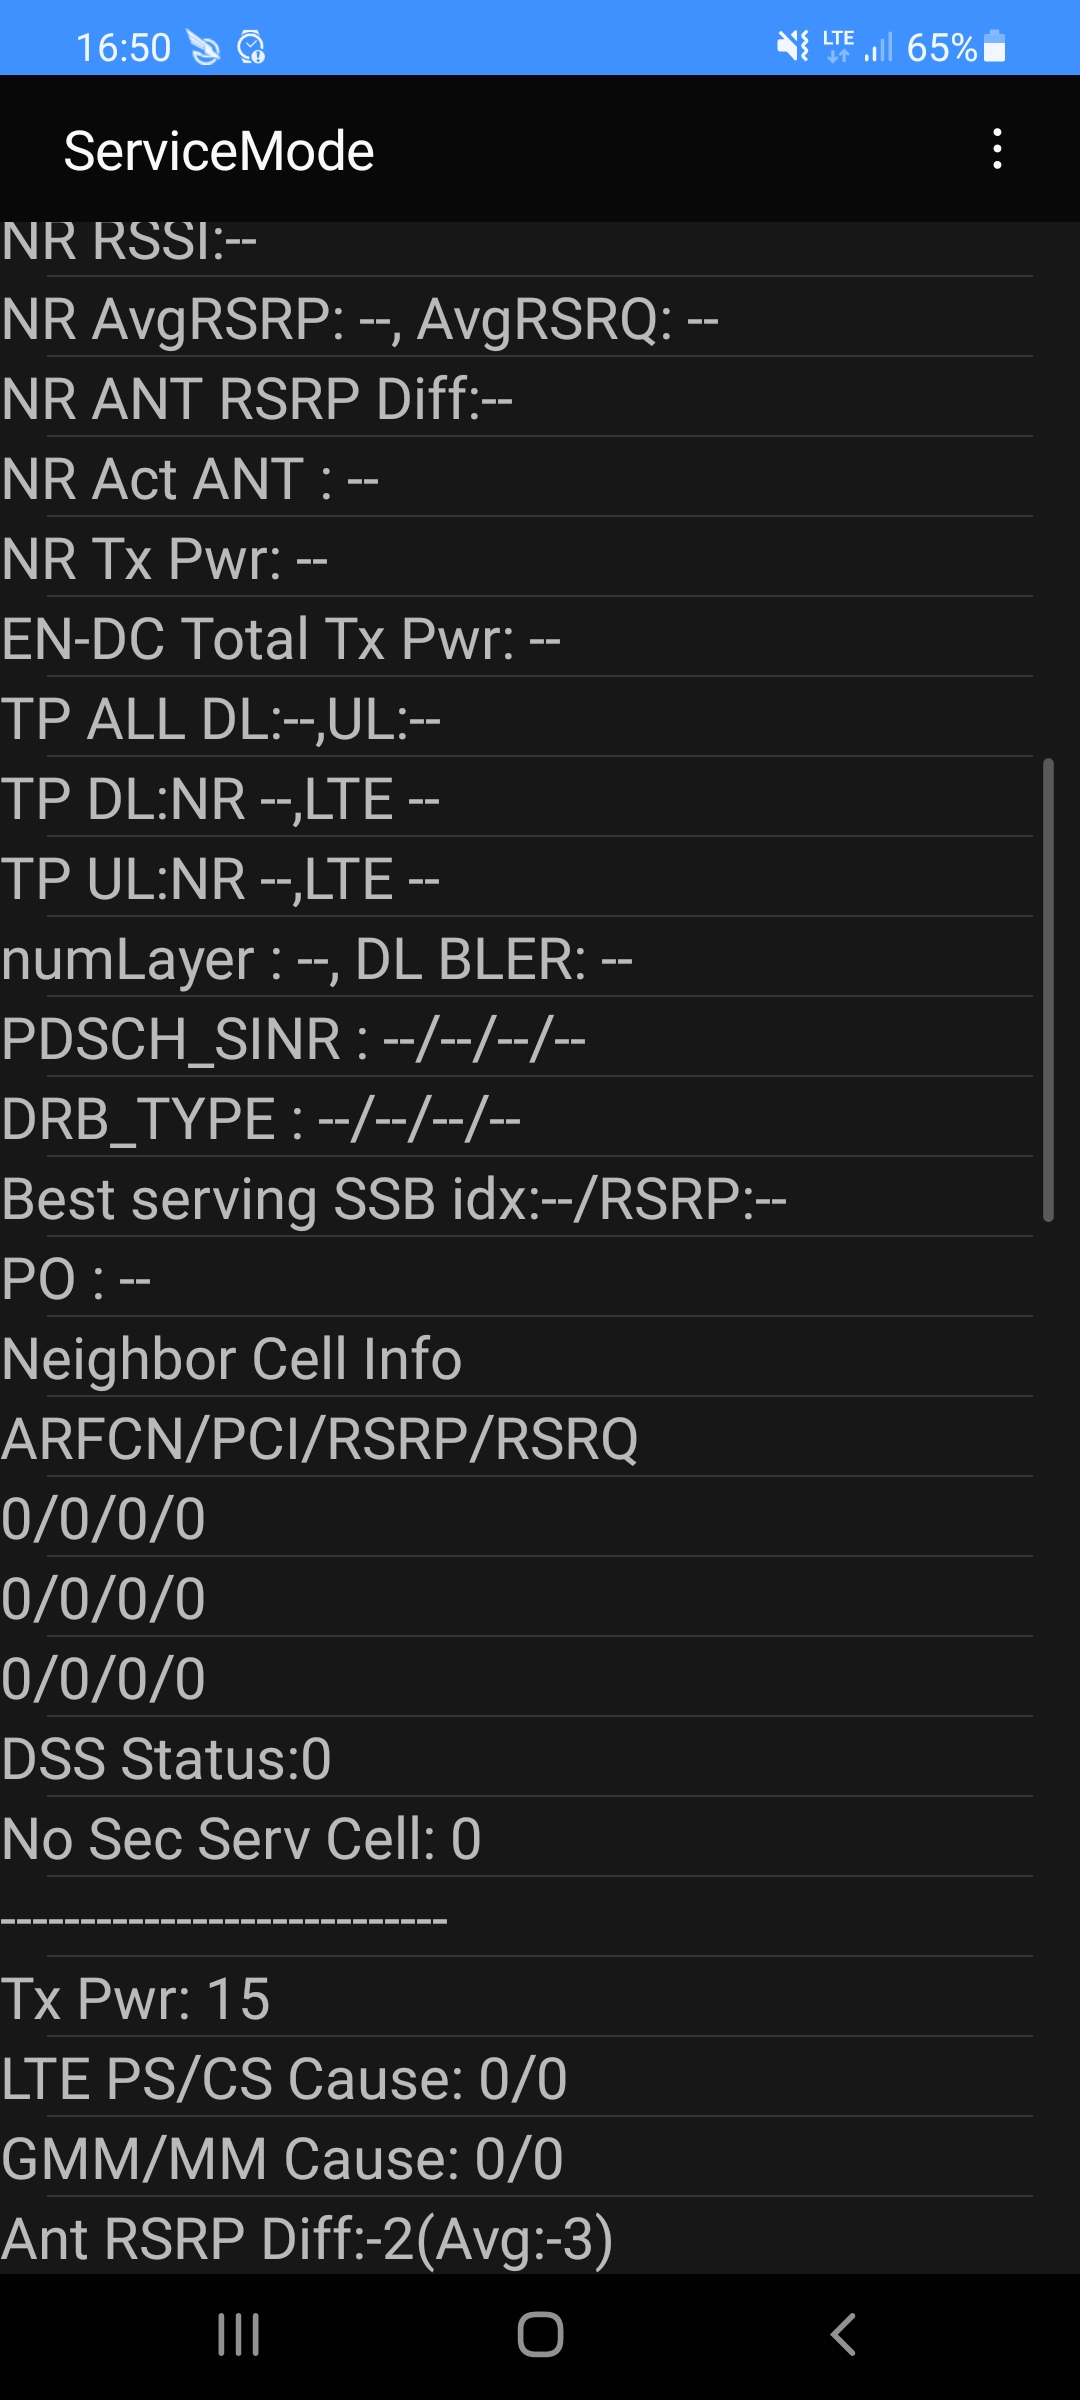 16:50 LTE 65%
ServiceMode
NR RSSI:--
NR AvgRSRP: --, AvgRSRQ: --
NR ANT RSRP Diff:--
NR Act ANT : --
NR Tx Pwr: --
EN-DC Total Tx Pwr: --
TP ALL DL:--,UL:--
TP DL:NR --,LTE --
TP UL:NR --,LTE --
numLayer : --, DL BLER: --
PDSCH_SINR : --/--/--/--
DRB_TYPE : --/--/--/--
Best serving SSB idx:--/RSRP:--
PO : --
Neighbor Cell Info
ARFCN/PCI/RSRP/RSRQ
0/0/0/0
0/0/0/0
0/0/0/0
DSS Status:0
No Sec Serv Cell: 0
----------------------------
Tx Pwr: 15
LTE PS/CS Cause: 0/0
GMM/MM Cause: 0/0
Ant RSRP Diff:-2(Avg:-3)